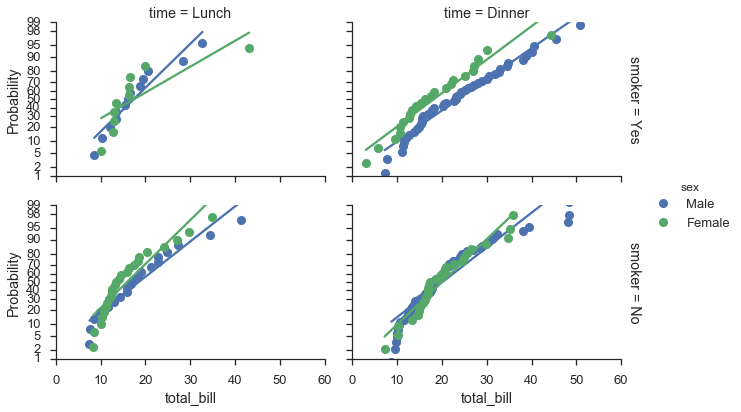 time = Lunch
time = Dinner
99
98
95
90
80
70
60
50
40
30
20
10
5
2
1
Probability
smoker = Yes
99
98
95
90
80
70
60
50
40
30
20
10
5
2
1
Probability
smoker = No
sex
Male
Female
0 10 20 30 40 50 60
0 10 20 30 40 50 60
total_bill
total_bill